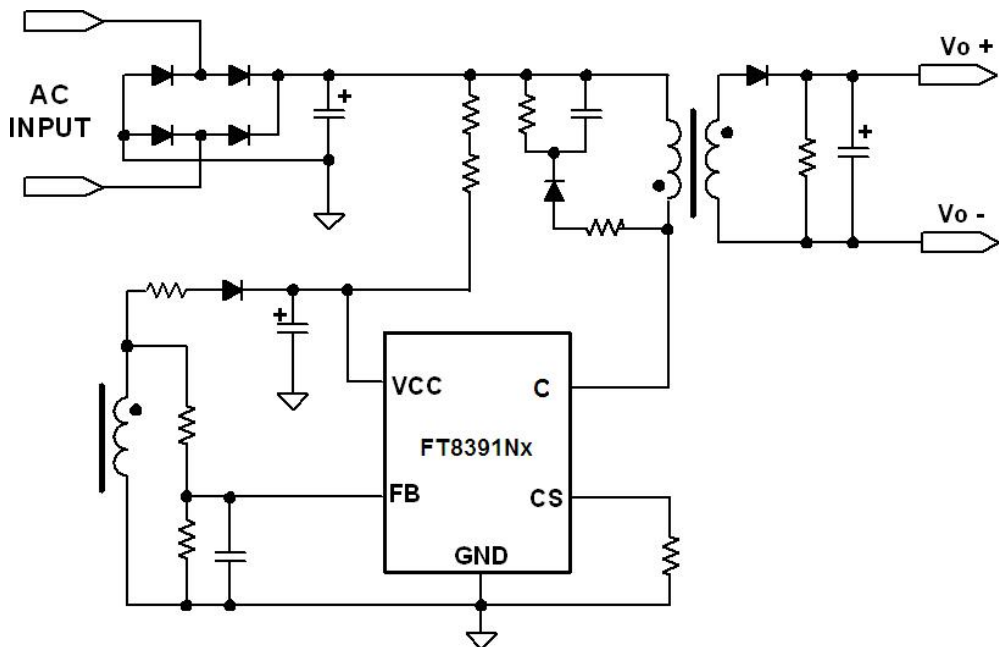 AC
INPUT
Vo +
+
+
Vo -
+
VCC
C
FT8391Nx
FB
CS
GND